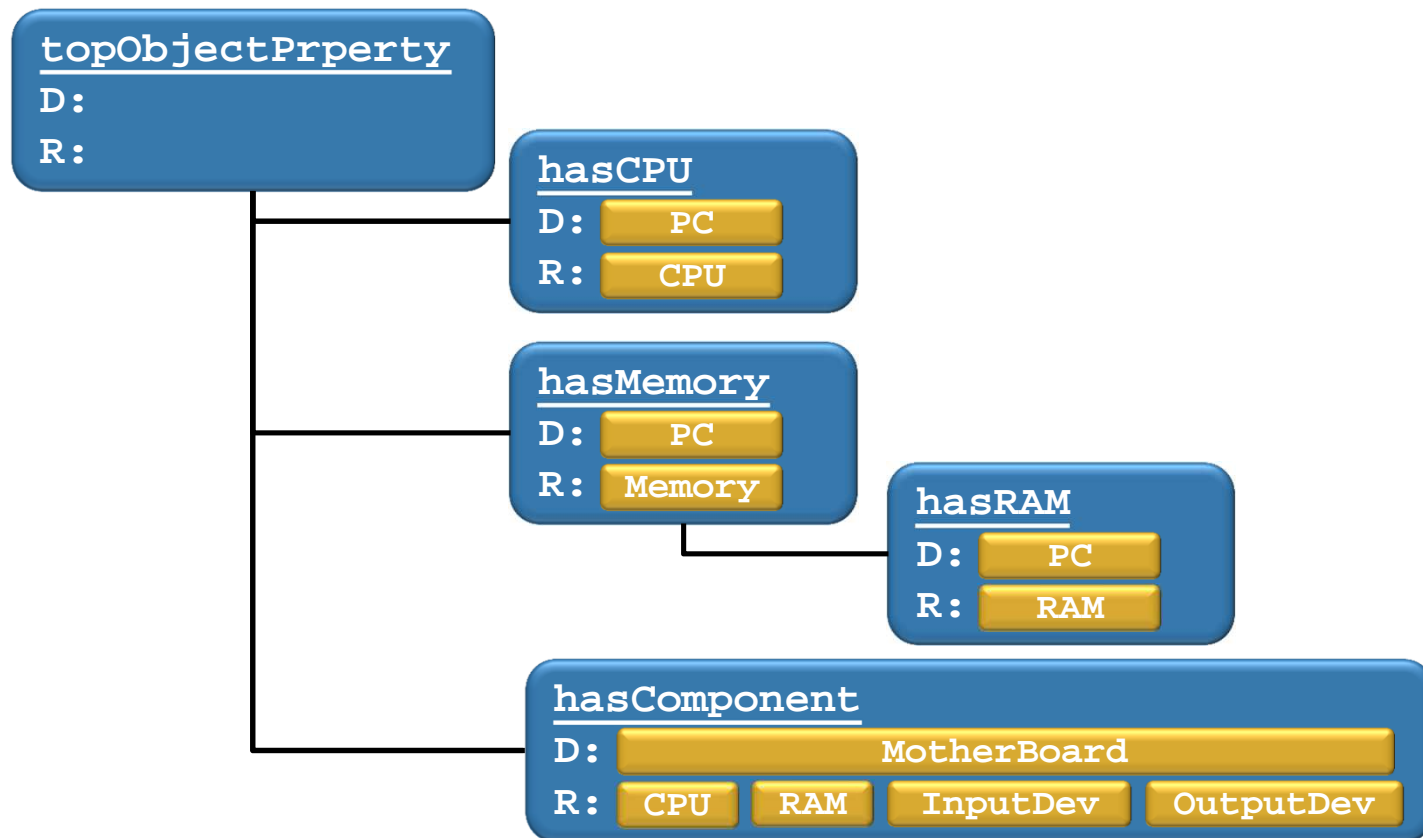 topObjectPrperty
D:
R:
hasCPU
D: PC
R: CPU
hasMemory
D: PC
R: Memory
hasRAM
D: PC
R: RAM
hasComponent
D: MotherBoard
R: CPU RAM InputDev OutputDev